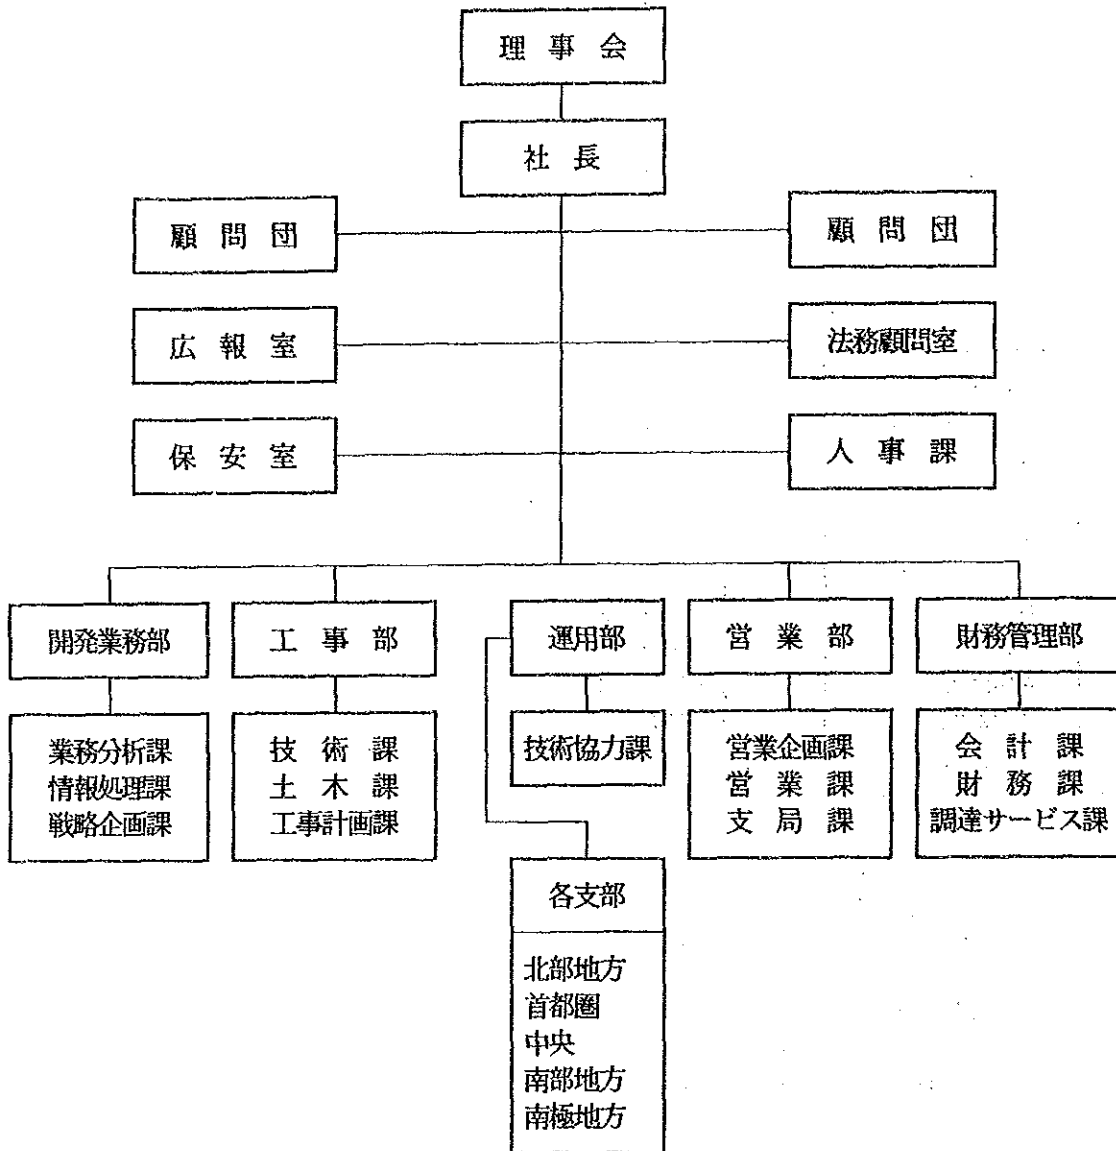 理事会
社長
顧問団
顧問団
広報室
法務顧問室
保安室
人事課
開発業務部
工事部
運用部
営業部
財務管理部
業務分析課
情報処理課
戦略企画課
技術課
土木課
工事計画課
技術協力課
営業企画課
営業課
支局課
会計課
財務課
調達サービス課
各支部
北部地方
首都圏
中央
南部地方
南極地方